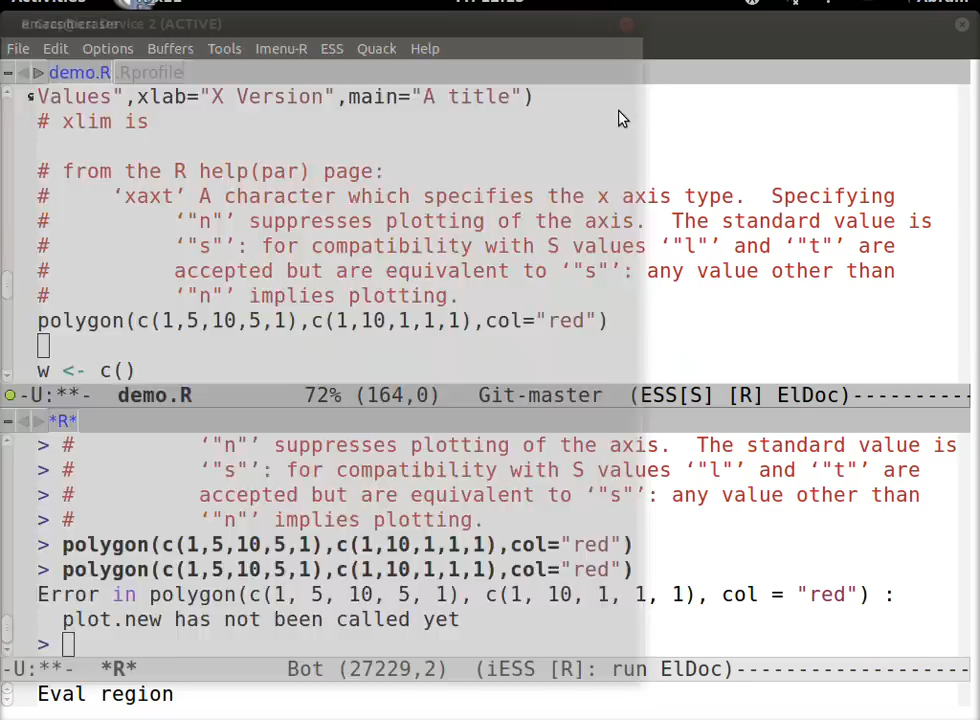 File Edit Options Buffers Tools Imenu-R ESS Quack Help
demo.R .Rprofile
Values",xlab="X Version",main="A title")
# xlim is
# from the R help(par) page:
#     ‘xaxt’ A character which specifies the x axis type.  Specifying
#          ‘"n"’ suppresses plotting of the axis.  The standard value is
#          ‘"s"’: for compatibility with S values ‘"l"’ and ‘"t"’ are
#          accepted but are equivalent to ‘"s"’: any value other than
#          ‘"n"’ implies plotting.
polygon(c(1,5,10,5,1),c(1,10,1,1,1),col="red")
w <- c()
-U:**-  demo.R         72% (164,0)    Git-master  (ESS[S] [R] ElDoc)----------
*R*
> #          ‘"n"’ suppresses plotting of the axis.  The standard value is
> #          ‘"s"’: for compatibility with S values ‘"l"’ and ‘"t"’ are
> #          accepted but are equivalent to ‘"s"’: any value other than
> #          ‘"n"’ implies plotting.
> polygon(c(1,5,10,5,1),c(1,10,1,1,1),col="red")
> polygon(c(1,5,10,5,1),c(1,10,1,1,1),col="red")
Error in polygon(c(1, 5, 10, 5, 1), c(1, 10, 1, 1, 1), col = "red") :
  plot.new has not been called yet
>
-U:**-  *R*            Bot (27229,2)  (iESS [R]: run ElDoc)-------------------
Eval region